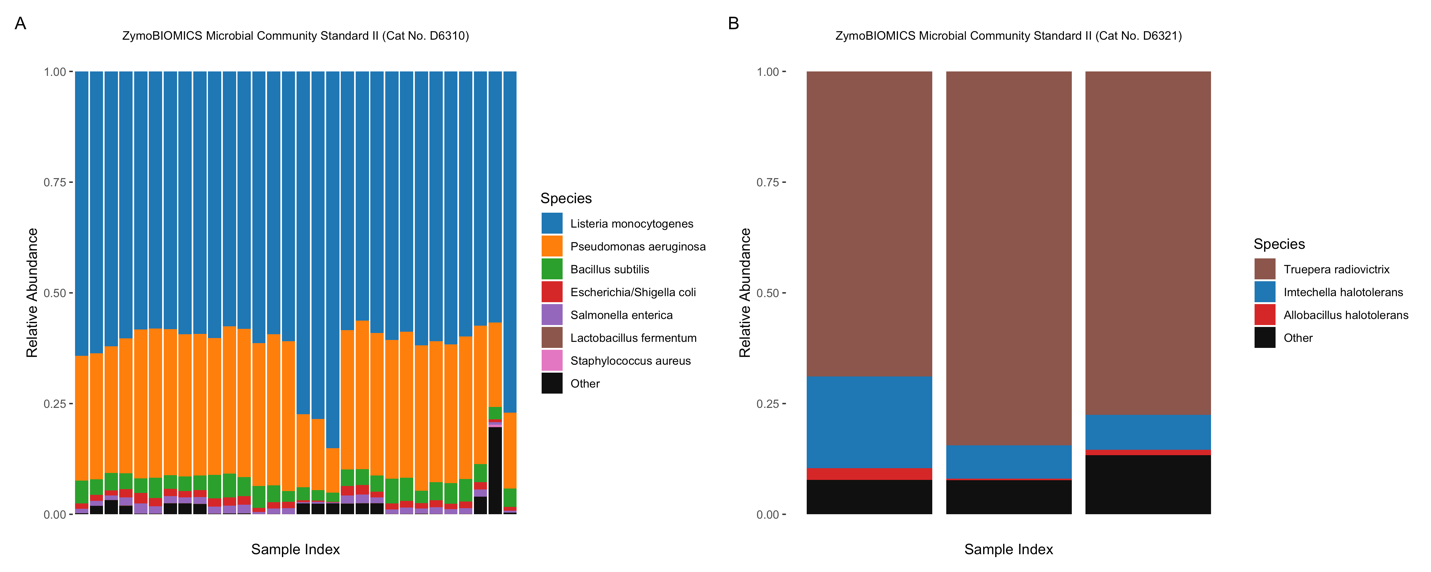 A
ZymoBIOMICS Microbial Community Standard II (Cat No. D6310)
1.00
0.75
0.50
0.25
0.00
Relative Abundance
Sample Index
Species
Listeria monocytogenes
Pseudomonas aeruginosa
Bacillus subtilis
Escherichia/Shigella coli
Salmonella enterica
Lactobacillus fermentum
Staphylococcus aureus
Other
B
ZymoBIOMICS Microbial Community Standard II (Cat No. D6321)
1.00
0.75
0.50
0.25
0.00
Relative Abundance
Sample Index
Species
Truepera radiovictrix
Imtechella halotolerans
Allobacillus halotolerans
Other